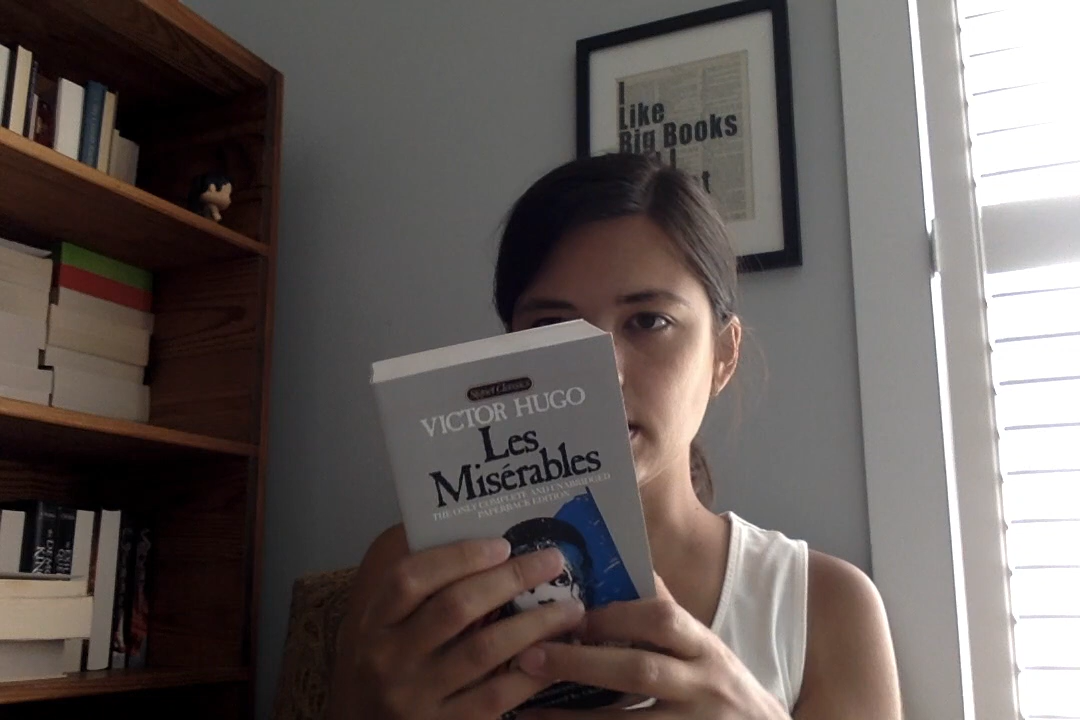 I
Like
Big Books
I
Signet Classics
VICTOR HUGO
Les
Misérables
THE ONLY COMPLETE AND UNABRIDGED
PAPERBACK EDITION